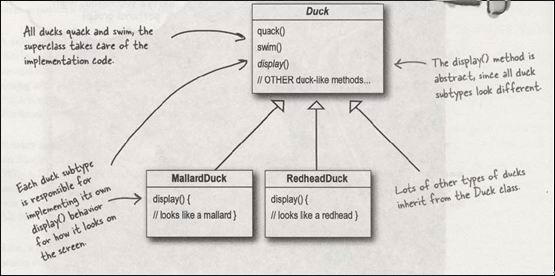 All ducks quack and swim, the
superclass takes care of the
implementation code.
Duck
quack()
swim()
display()
// OTHER duck-like methods...
The display() method is
abstract, since all duck
subtypes look different.
Each duck subtype
is responsible for
implementing its own
display() behavior
for how it looks on
the screen.
MallardDuck
display() {
// looks like a mallard }
RedheadDuck
display() {
// looks like a redhead }
Lots of other types of ducks
inherit from the Duck class.